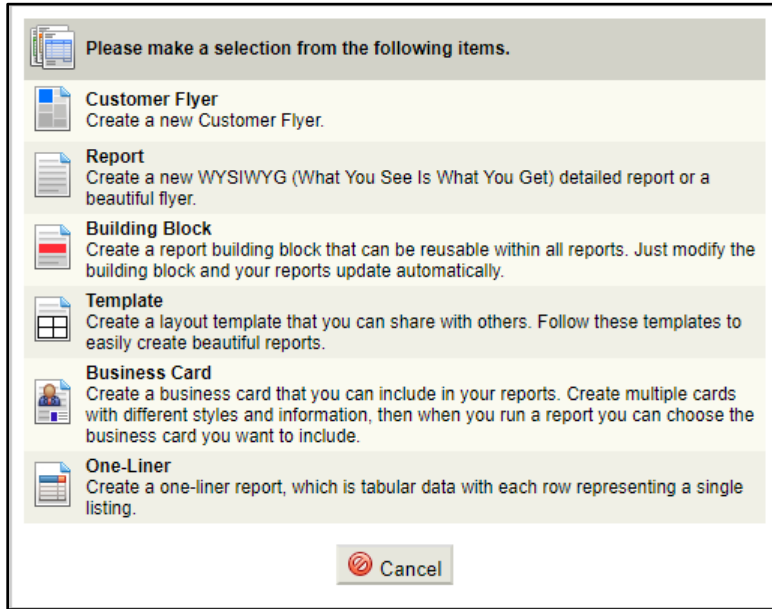 Please make a selection from the following items.
Customer Flyer
Create a new Customer Flyer.
Report
Create a new WYSIWYG (What You See Is What You Get) detailed report or a
beautiful flyer.
Building Block
Create a report building block that can be reusable within all reports. Just modify the
building block and your reports update automatically.
Template
Create a layout template that you can share with others. Follow these templates to
easily create beautiful reports.
Business Card
Create a business card that you can include in your reports. Create multiple cards
with different styles and information, then when you run a report you can choose the
business card you want to include.
One-Liner
Create a one-liner report, which is tabular data with each row representing a single
listing.
Cancel